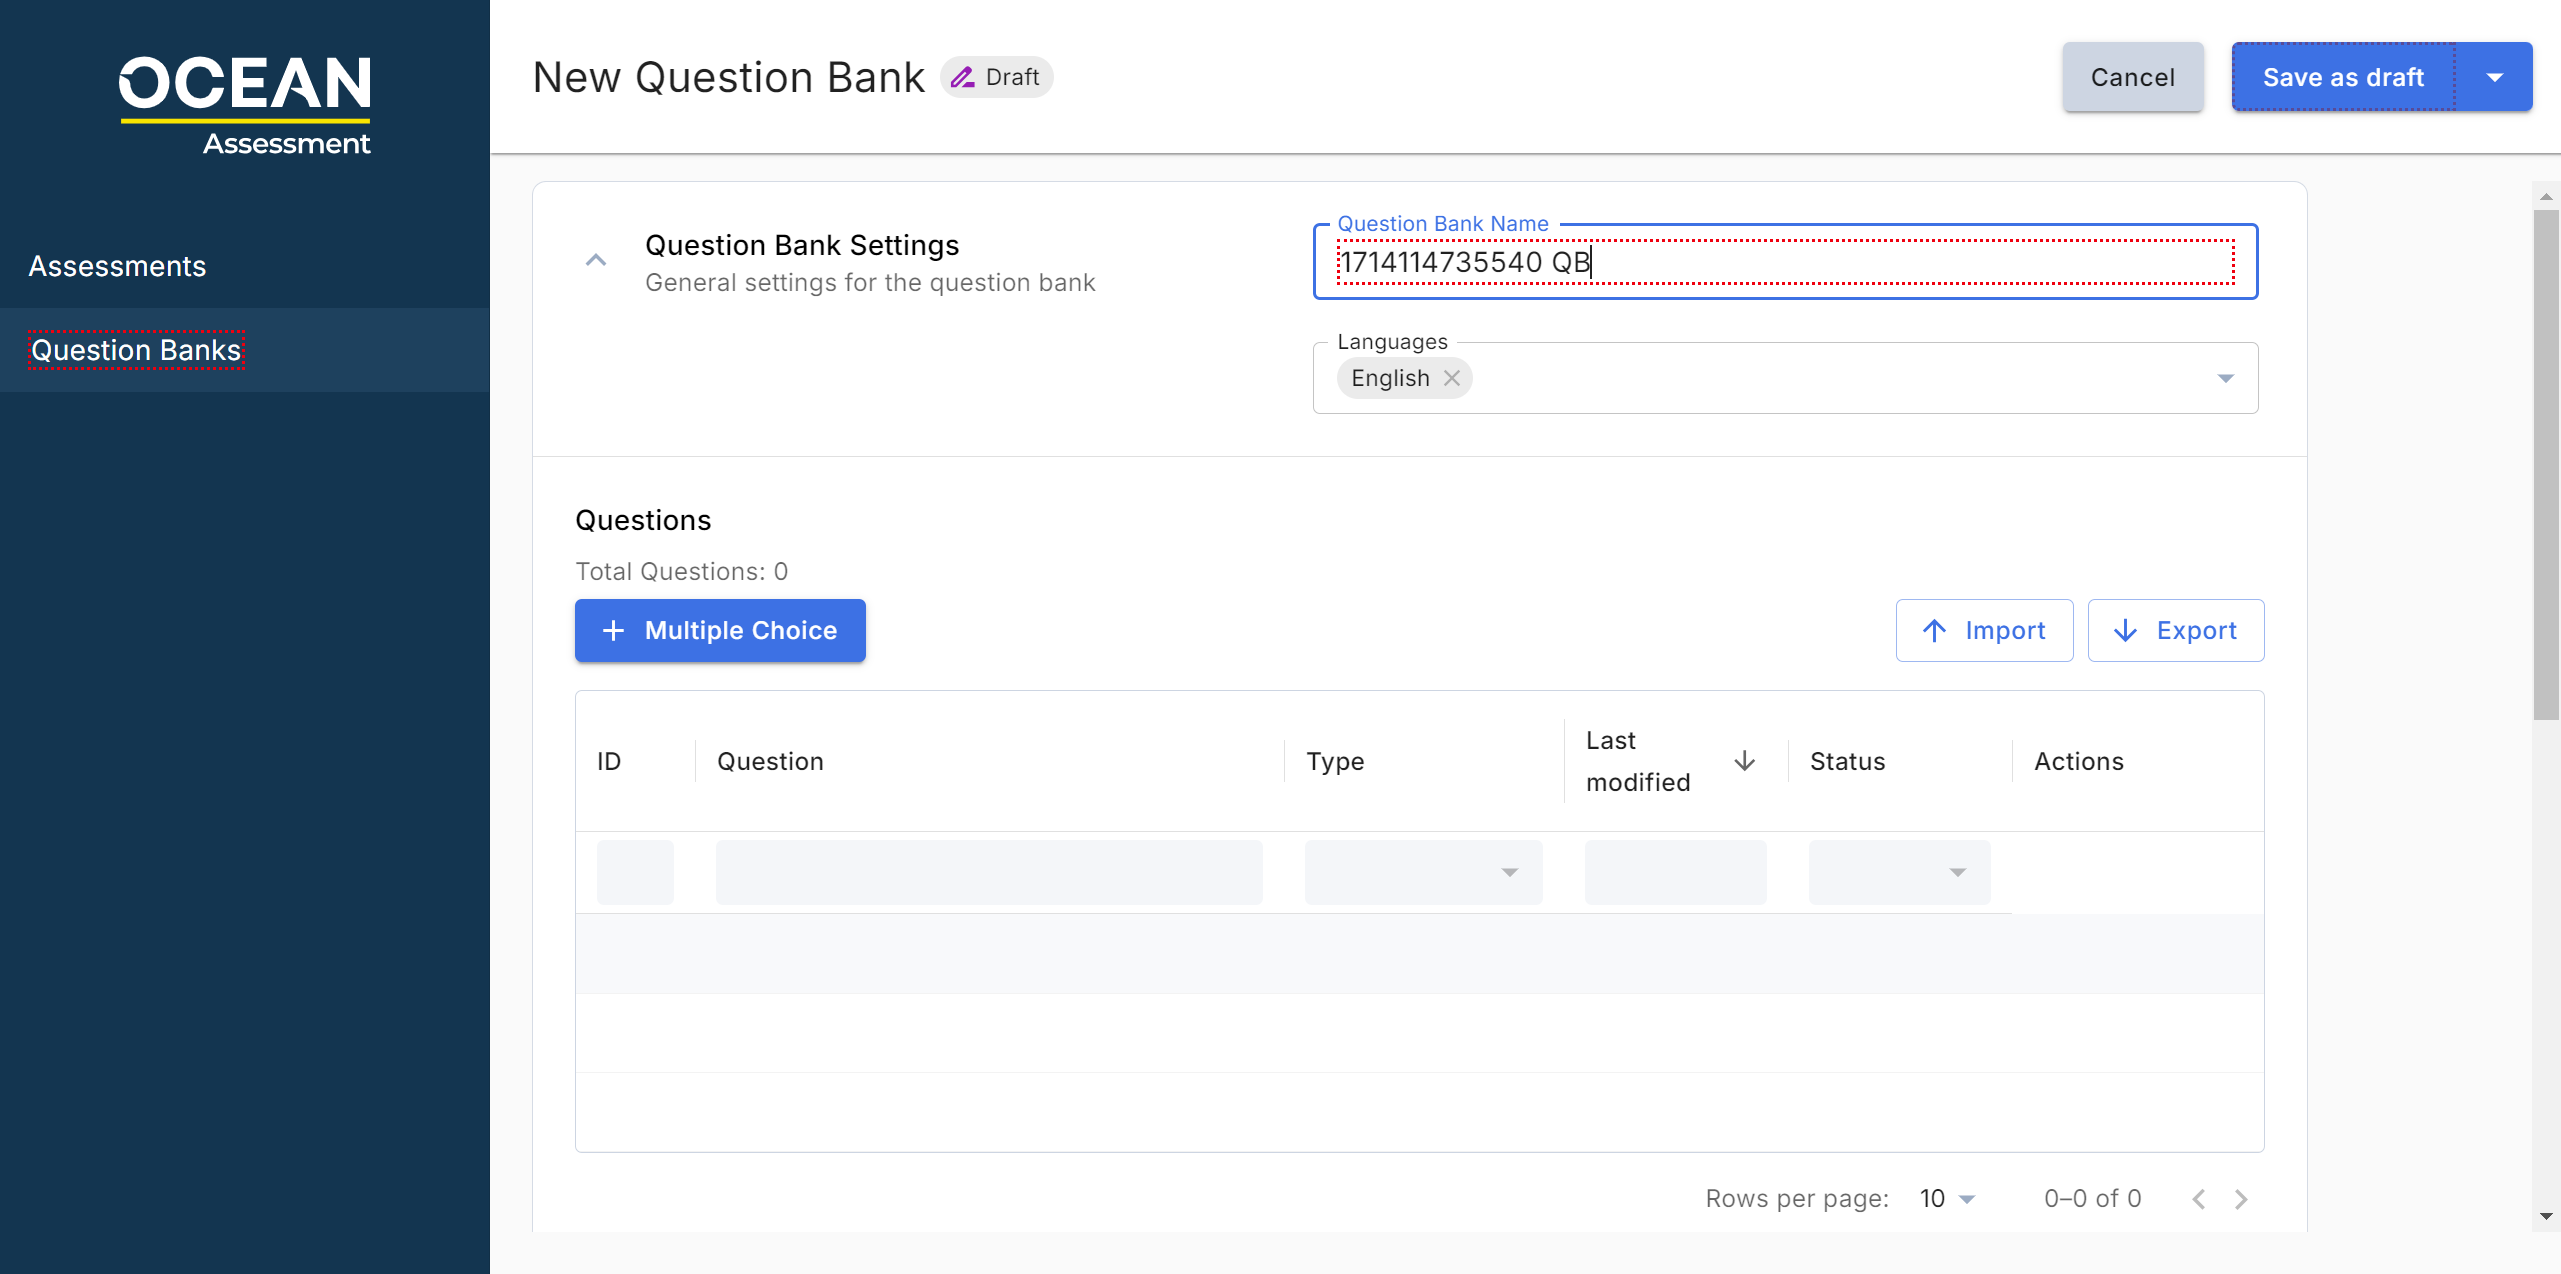 OCEAN
Assessment
Assessments
Question Banks
New Question Bank
Draft
Cancel
Save as draft
Question Bank Settings
General settings for the question bank
Question Bank Name
1714114735540 QB
Languages
English
Questions
Total Questions: 0
Multiple Choice
Import
Export
ID
Question
Type
Last
modified
Status
Actions
Rows per page: 10
0–0 of 0